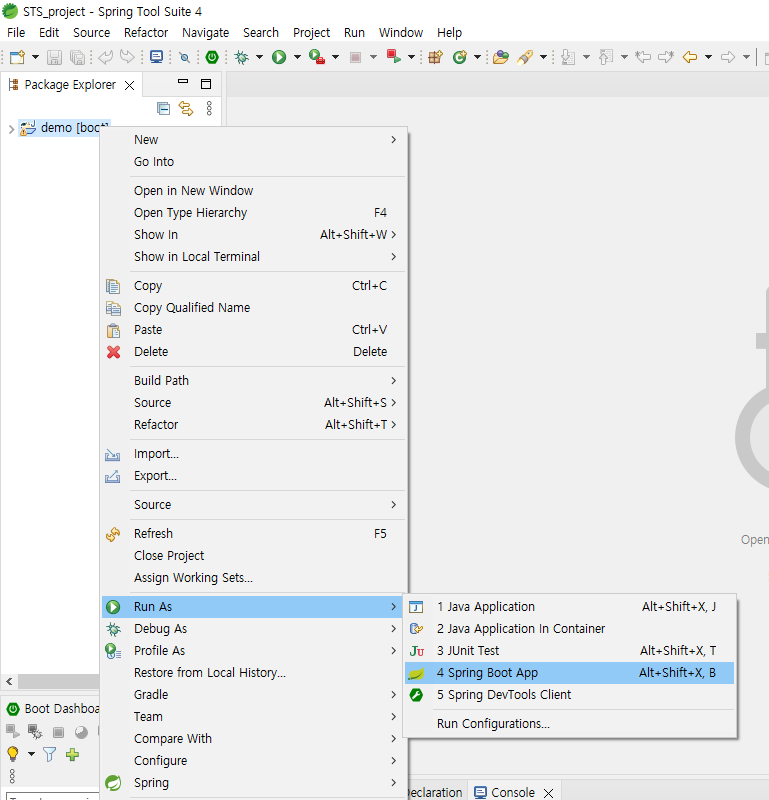 STS_project - Spring Tool Suite 4
File Edit Source Refactor Navigate Search Project Run Window Help
Package Explorer
demo [boot]
New
Go Into
Open in New Window
Open Type Hierarchy F4
Show In Alt+Shift+W
Show in Local Terminal
Copy Ctrl+C
Copy Qualified Name
Paste Ctrl+V
Delete Delete
Build Path
Source Alt+Shift+S
Refactor Alt+Shift+T
Import...
Export...
Source
Refresh F5
Open
Close Project
Assign Working Sets...
Run As
1 Java Application Alt+Shift+X, J
Debug As
2 Java Application In Container
Profile As
3 JUnit Test Alt+Shift+X, T
Restore from Local History...
4 Spring Boot App Alt+Shift+X, B
Gradle
5 Spring DevTools Client
Boot Dashboa
Team
Run Configurations...
Compare With
Configure
Spring
Declaration
Console